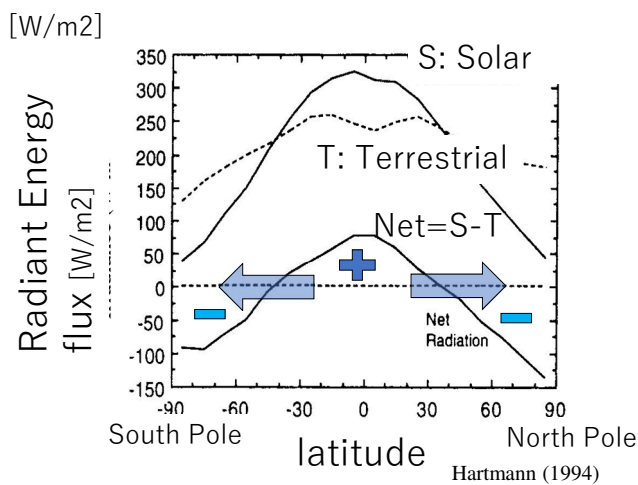 [W/m2]
350
300
250
200
150
100
50
0
-50
-100
-150
S: Solar
T: Terrestrial
Net=S-T
Net
Radiation
Radiant Energy
flux [W/m2]
-90
-60
-30
0
30
60
90
South Pole
latitude
North Pole
Hartmann (1994)